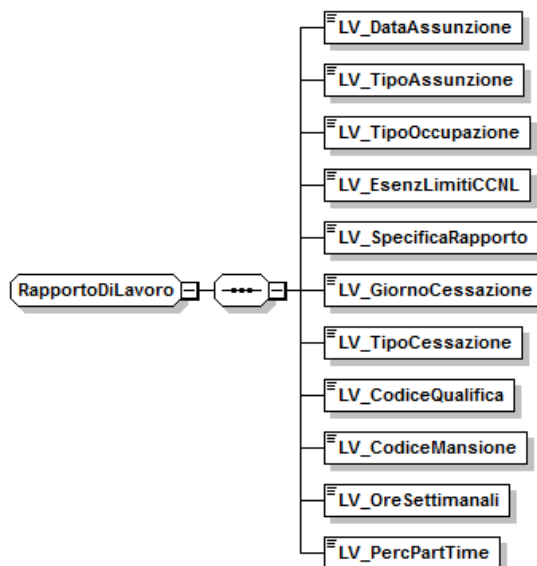 LV_DataAssunzione
LV_TipoAssunzione
LV_TipoOccupazione
LV_EsenzLimitiCCNL
LV_SpecificaRapporto
RapportoDiLavoro
LV_GiornoCessazione
LV_TipoCessazione
LV_CodiceQualifica
LV_CodiceMansione
LV_OreSettimanali
LV_PercPartTime